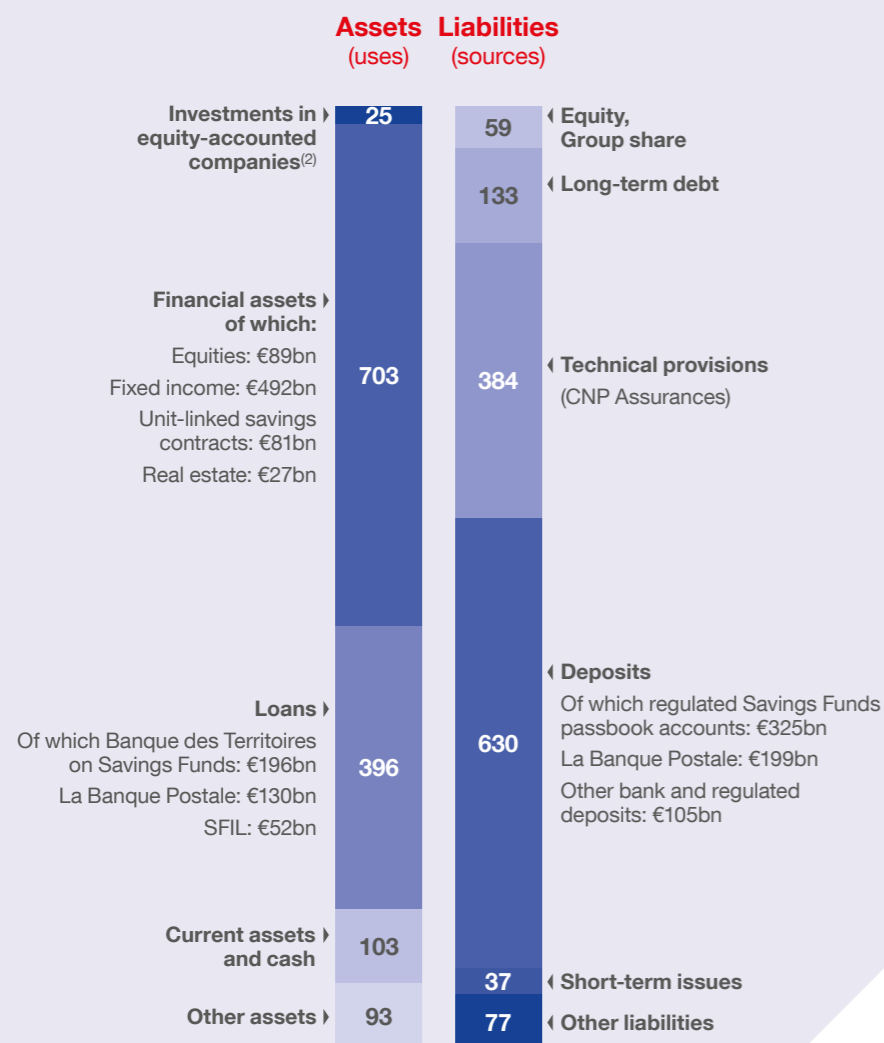 Assets Liabilities
(uses) (sources)
Investments in
equity-accounted
companies(2)
25
Financial assets
of which:
Equities: €89bn
Fixed income: €492bn
Unit-linked savings
contracts: €81bn
Real estate: €27bn
703
Loans
Of which Banque des Territoires
on Savings Funds: €196bn
La Banque Postale: €130bn
SFIL: €52bn
396
Current assets
and cash
103
Other assets
93
59
Equity,
Group share
133
Long-term debt
384
Technical provisions
(CNP Assurances)
630
Deposits
Of which regulated Savings Funds
passbook accounts: €325bn
La Banque Postale: €199bn
Other bank and regulated
deposits: €105bn
37
Short-term issues
77
Other liabilities